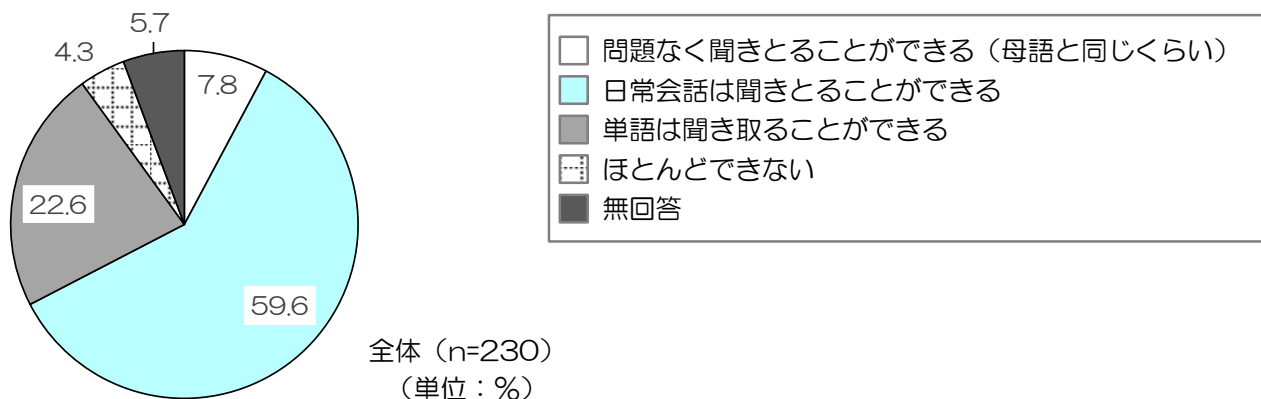 5.7
4.3
7.8
22.6
59.6
全体（n=230）
（単位：％）
問題なく聞きとることができる（母語と同じくらい）
日常会話は聞きとることができる
単語は聞き取ることができる
ほとんどできない
無回答